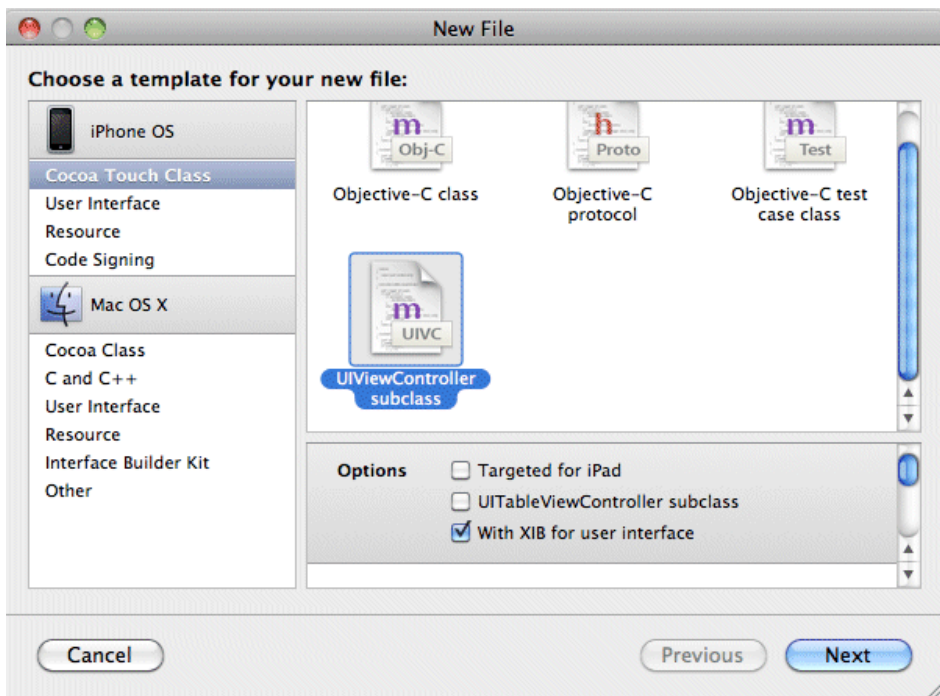 New File
Choose a template for your new file:
iPhone OS
Cocoa Touch Class
User Interface
Resource
Code Signing
Mac OS X
Cocoa Class
C and C++
User Interface
Resource
Interface Builder Kit
Other
m
Obj-C
Objective-C class
h
Proto
Objective-C
protocol
m
Test
Objective-C test
case class
m
UIVC
UIViewController
subclass
Options
Targeted for iPad
UITableViewController subclass
With XIB for user interface
Cancel
Previous
Next